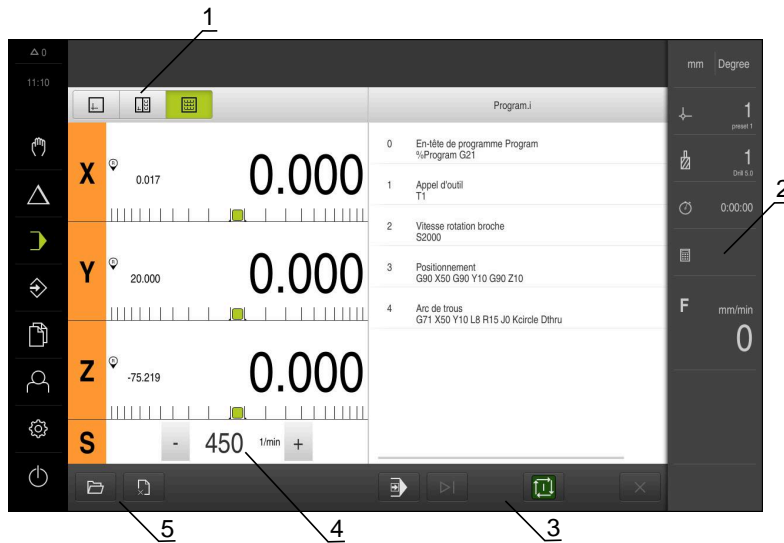 1
0
11:10
mm Degree
Program.i
1
preset 1
X
R
0.017
0.000
0 En-tête de programme Program
%Program G21
1 Appel d'outil
T1
1
Drill 5.0
2
0:00:00
2 Vitesse rotation broche
S2000
Y
R
20.000
0.000
3 Positionnement
G90 X50 G90 Y10 G90 Z10
4 Arc de trous
G71 X50 Y10 L8 R15 J0 Kcircle Dthru
F mm/min
0
Z
R
-75.219
0.000
S - 450 1/min +
5
4
3